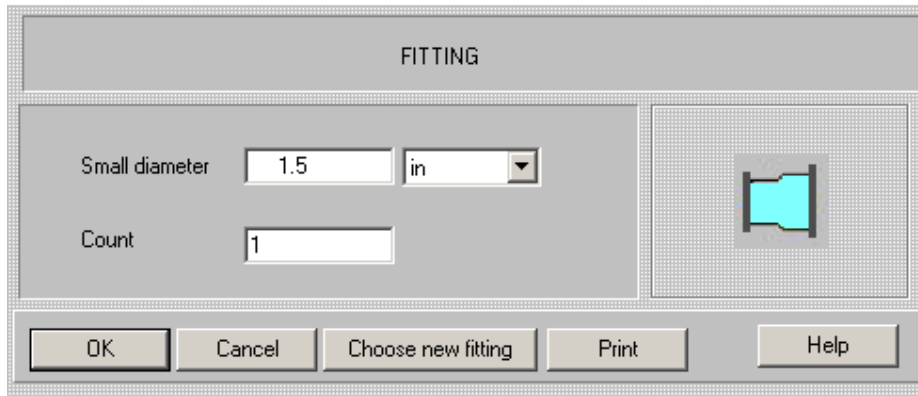 FITTING
Small diameter 1.5 in
Count 1
OK Cancel Choose new fitting Print Help